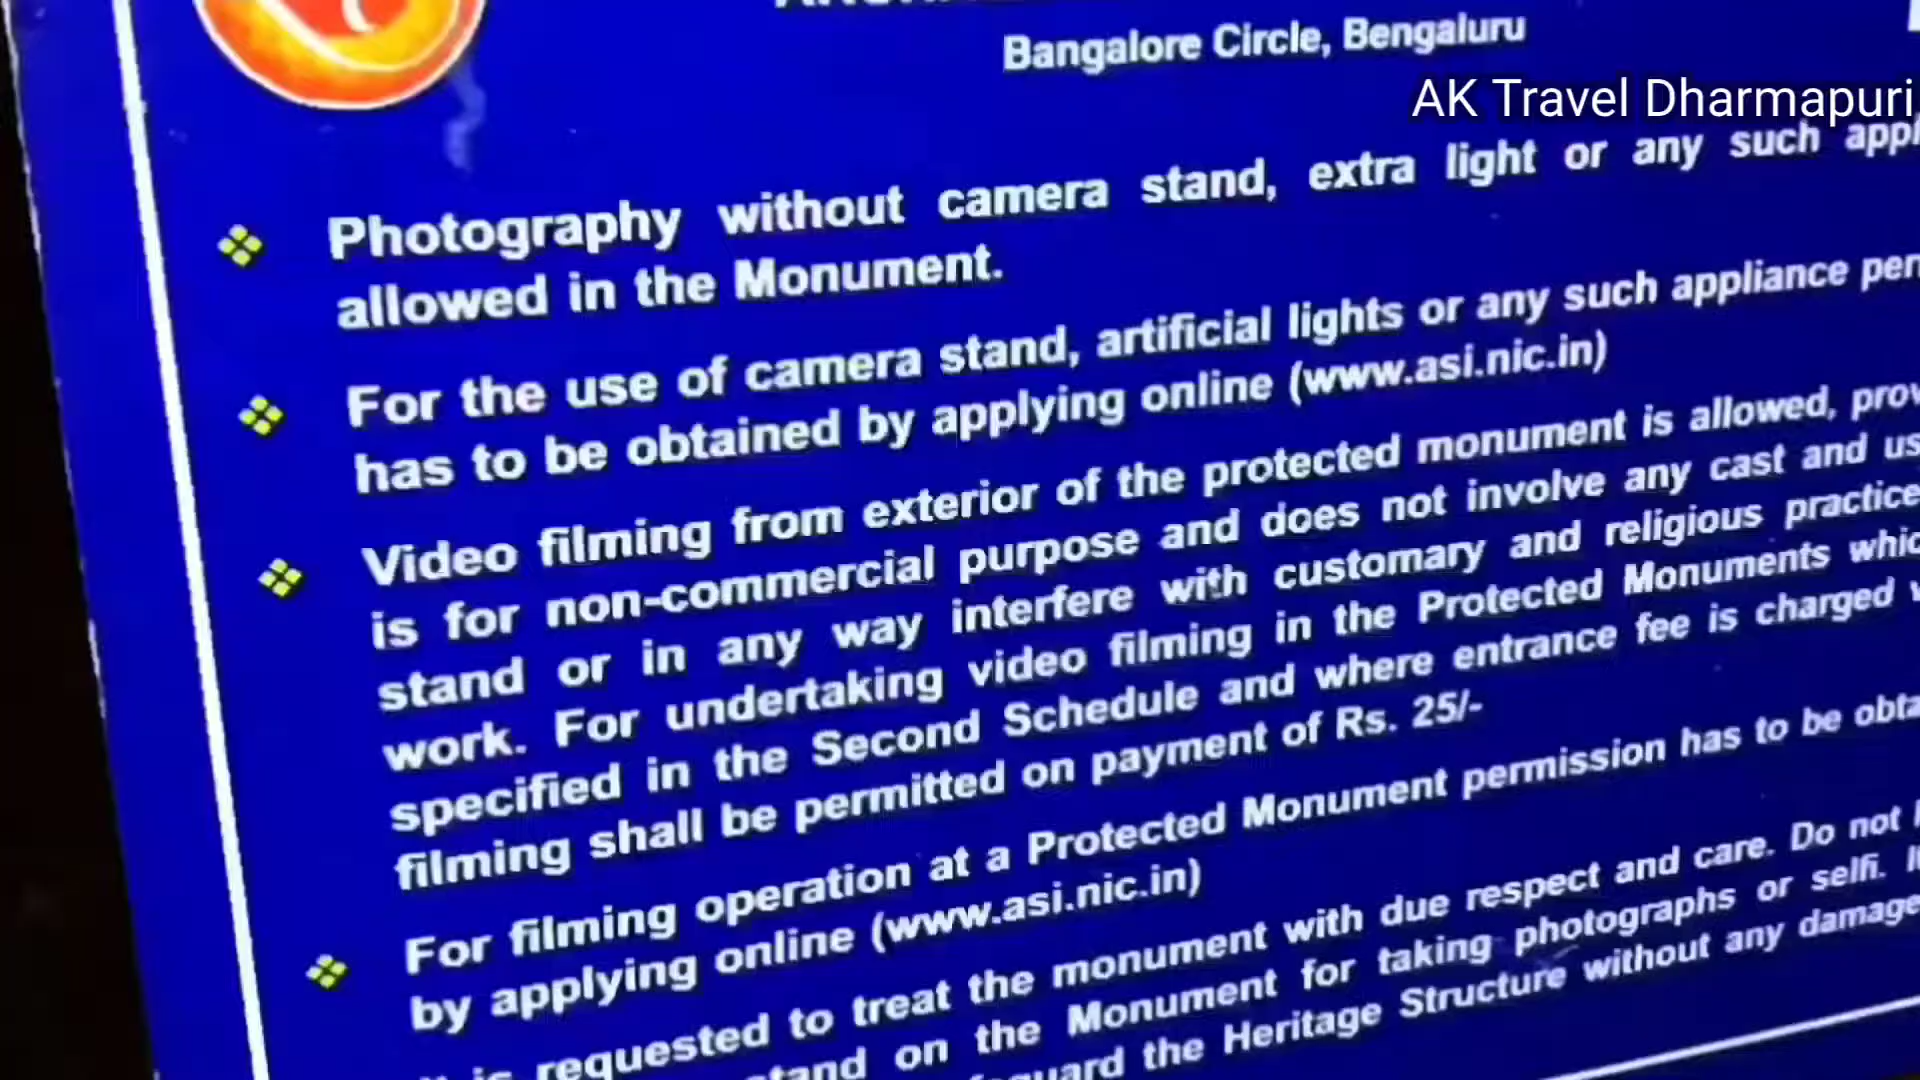 Bangalore Circle, Bengaluru
AK Travel Dharmapuri
Photography without camera stand, extra light or any such
allowed in the Monument.
For the use of camera stand, artificial lights or any such appliance
has to be obtained by applying online (www.asi.nic.in)
Video filming from exterior of the protected monument is allowed,
is for non-commercial purpose and does not involve any cast and
stand or in any way interfere with customary and religious practice
work. For undertaking video filming in the Protected Monuments
specified in the Second Schedule and where entrance fee is charged
filming shall be permitted on payment of Rs. 25/-
For filming operation at a Protected Monument permission has to be
by applying online (www.asi.nic.in)
is requested to treat the monument with due respect and care. Do not
stand on the Monument for taking photographs or selfi.
the Heritage Structure without any damage